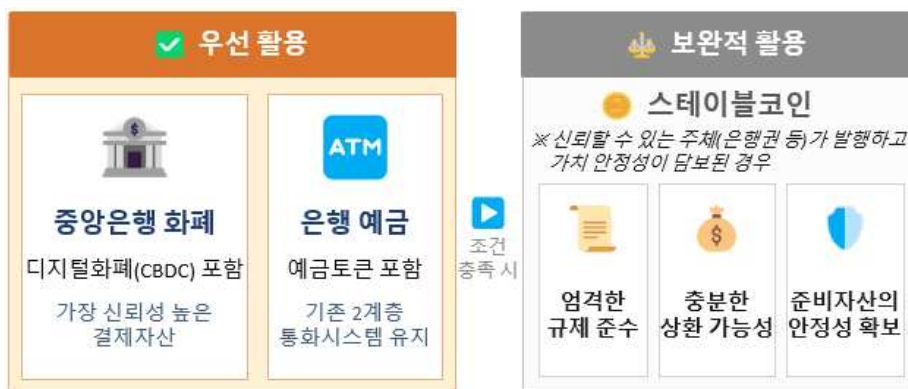 우선 활용
중앙은행 화폐
디지털화폐(CBDC) 포함
가장 신뢰성 높은
결제자산
ATM
은행 예금
예금토큰 포함
기존 2계층
통화시스템 유지
조건
충족 시
보완적 활용
스테이블코인
※ 신뢰할 수 있는 주체(은행권 등)가 발행하고
가치 안정성이 담보된 경우
엄격한
규제 준수
$
충분한
상환 가능성
준비자산의
안정성 확보